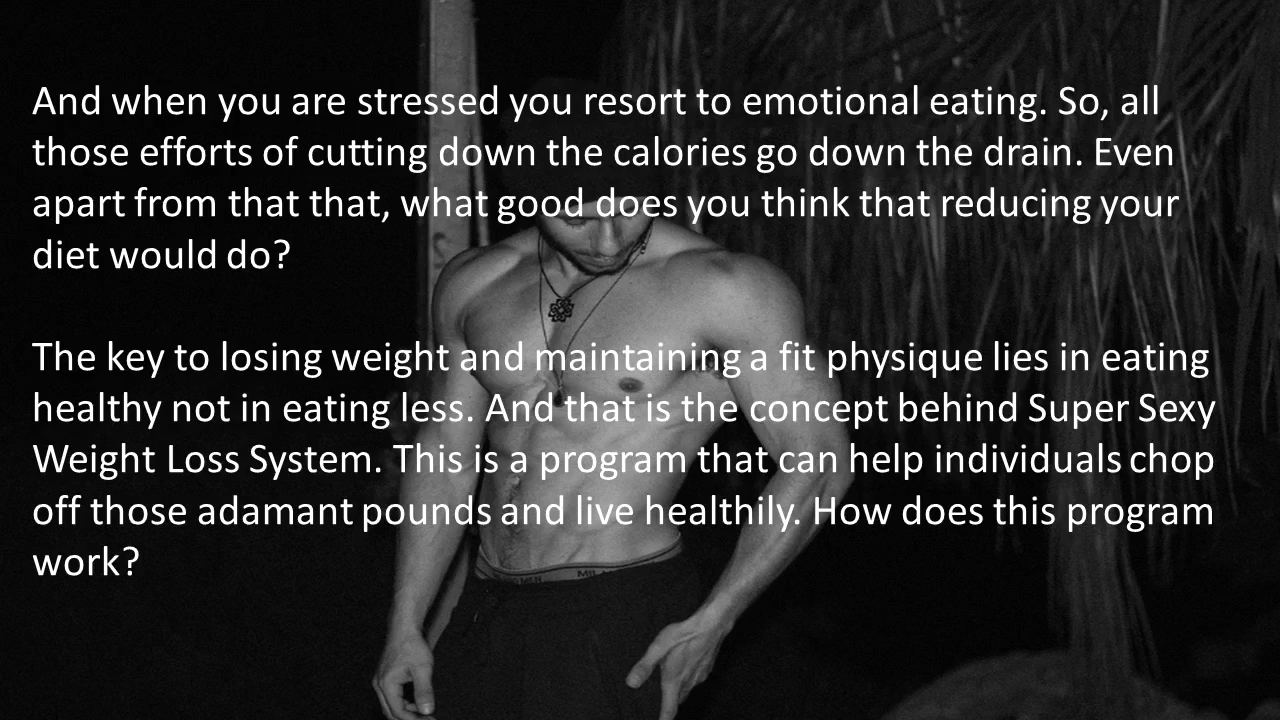 And when you are stressed you resort to emotional eating. So, all
those efforts of cutting down the calories go down the drain. Even
apart from that that, what good does you think that reducing your
diet would do?
The key to losing weight and maintaining a fit physique lies in eating
healthy not in eating less. And that is the concept behind Super Sexy
Weight Loss System. This is a program that can help individuals chop
off those adamant pounds and live healthily. How does this program
work?